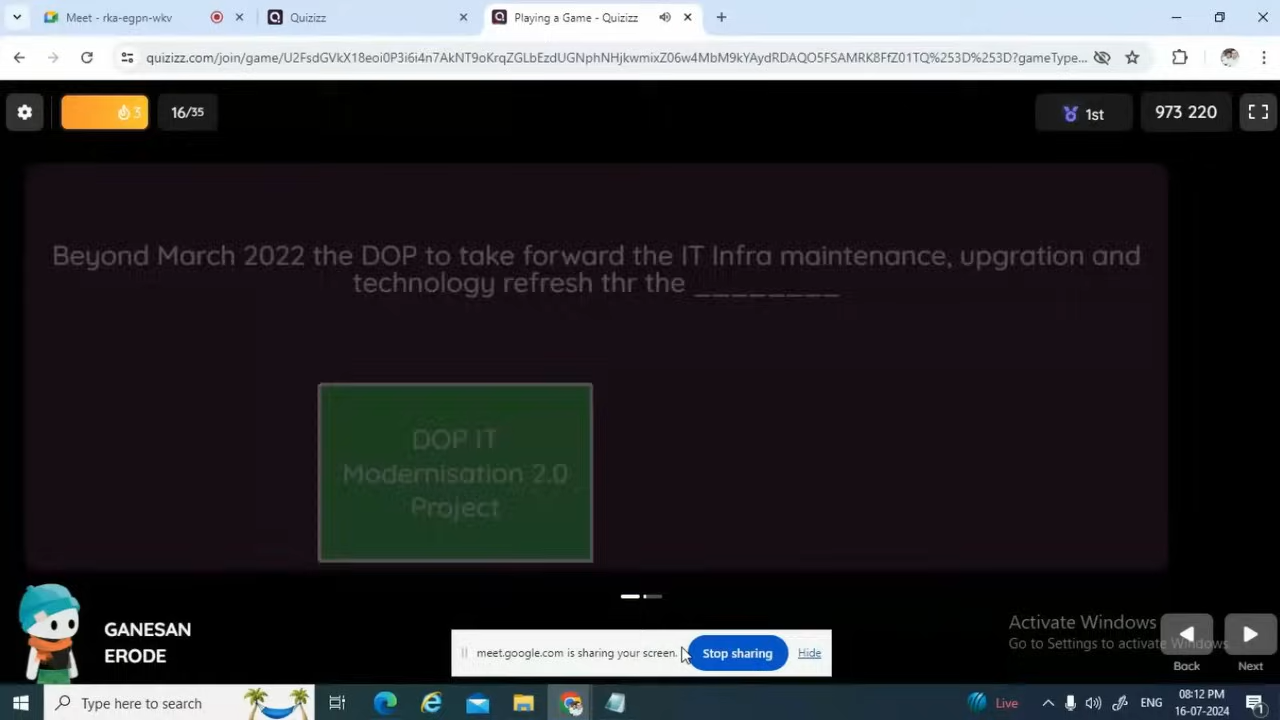 Meet - rka-egpn-wkv
Quizizz
Playing a Game - Quizizz
quizizz.com/join/game/U2FsdGVkX18eoi0P3i6i4n7AkNT9oKrqZGLbEzdUGNphNHjkwmixZ06w4MbM9kYAydRDAQO5FSAMRK8FfZ01TQ%253D%253D?gameType...
3
16/35
1st
973 220
Beyond March 2022 the DOP to take forward the IT Infra maintenance, upgration and
technology refresh thr the ________
DOP IT
Modernisation 2.0
Project
GANESAN
ERODE
meet.google.com is sharing your screen.
Stop sharing
Hide
Activate Windows
Go to Settings to activate Windows.
Back
Next
Type here to search
Live
ENG
08:12 PM
16-07-2024
1